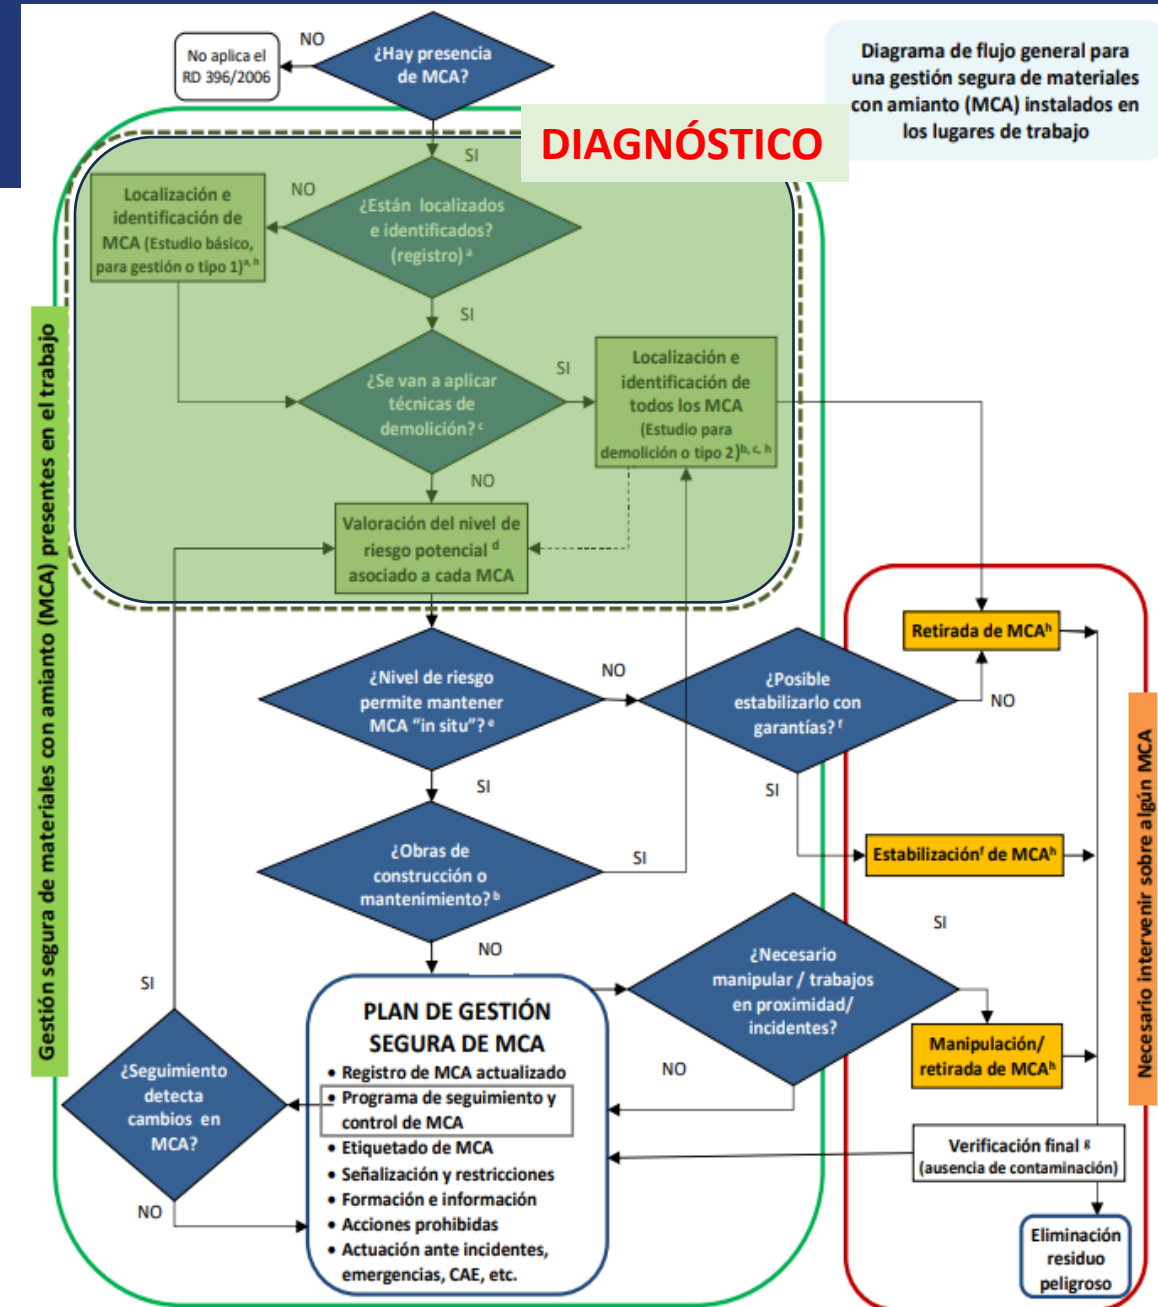 NO
No aplica el
RD 396/2006
¿Hay presencia
de MCA?
Diagrama de flujo general para
una gestión segura de materiales
con amianto (MCA) instalados en
los lugares de trabajo
DIAGNÓSTICO
SI
NO
Localización e
identificación de
MCA (Estudio básico,
para gestión o tipo 1)ᵃ, ʰ
¿Están localizados
e identificados?
(registro) ᵃ
SI
¿Se van a aplicar
técnicas de
demolición? ᶜ
SI
Localización e
identificación de
todos los MCA
(Estudio para
demolición o tipo 2)ᵇ, ᶜ, ʰ
NO
Valoración del nivel de
riesgo potencial ᵈ
asociado a cada MCA
Gestión segura de materiales con amianto (MCA) presentes en el trabajo
¿Nivel de riesgo
permite mantener
MCA “in situ”? ᵉ
NO
¿Posible
estabilizarlo con
garantías? ᶠ
Retirada de MCAʰ
NO
SI
SI
¿Obras de
construcción o
mantenimiento? ᵇ
SI
Estabilizaciónᶠ de MCAʰ
Necesario intervenir sobre algún MCA
NO
¿Necesario
manipular / trabajos
en proximidad/
incidentes?
SI
Manipulación/
retirada de MCAʰ
NO
PLAN DE GESTIÓN
SEGURA DE MCA
• Registro de MCA actualizado
• Programa de seguimiento y
control de MCA
• Etiquetado de MCA
• Señalización y restricciones
• Formación e información
• Acciones prohibidas
• Actuación ante incidentes,
emergencias, CAE, etc.
SI
¿Seguimiento
detecta
cambios en
MCA?
NO
Verificación final ᵍ
(ausencia de contaminación)
Eliminación
residuo
peligroso